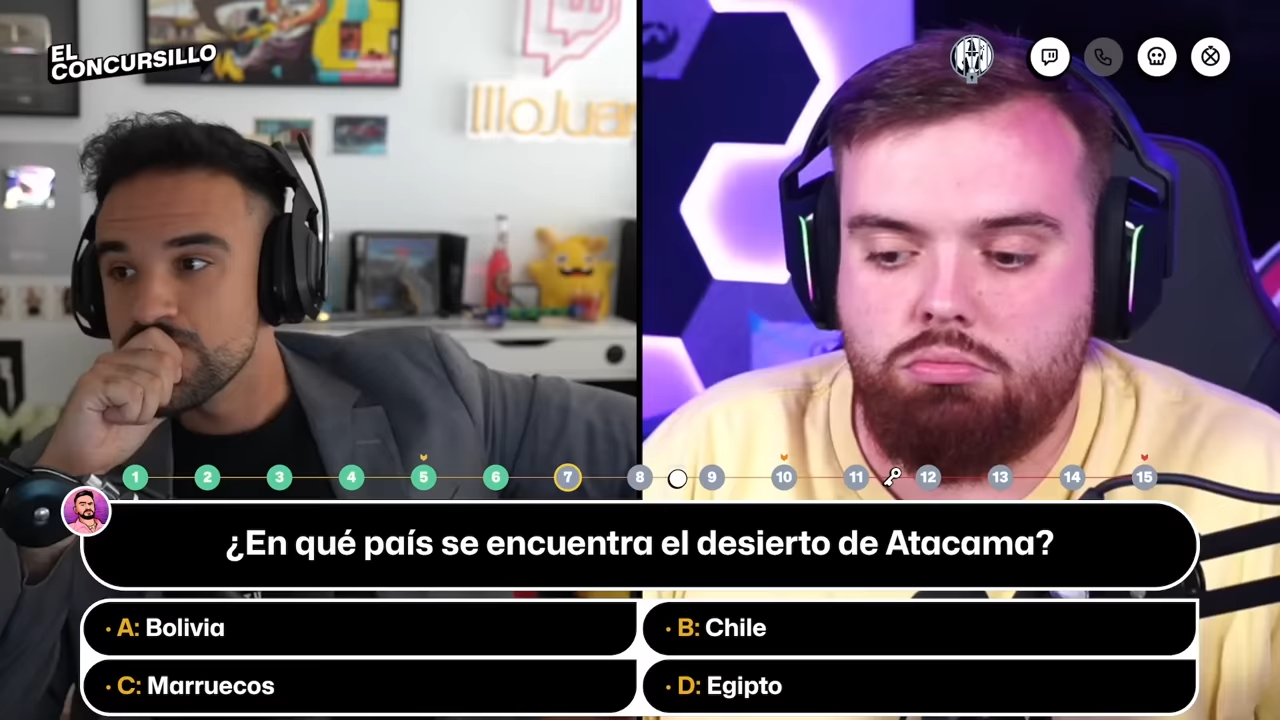 EL
CONCURSILLO
IlloJuan
1
2
3
4
5
6
7
8
9
10
11
12
13
14
15
¿En qué país se encuentra el desierto de Atacama?
· A: Bolivia
· B: Chile
· C: Marruecos
· D: Egipto